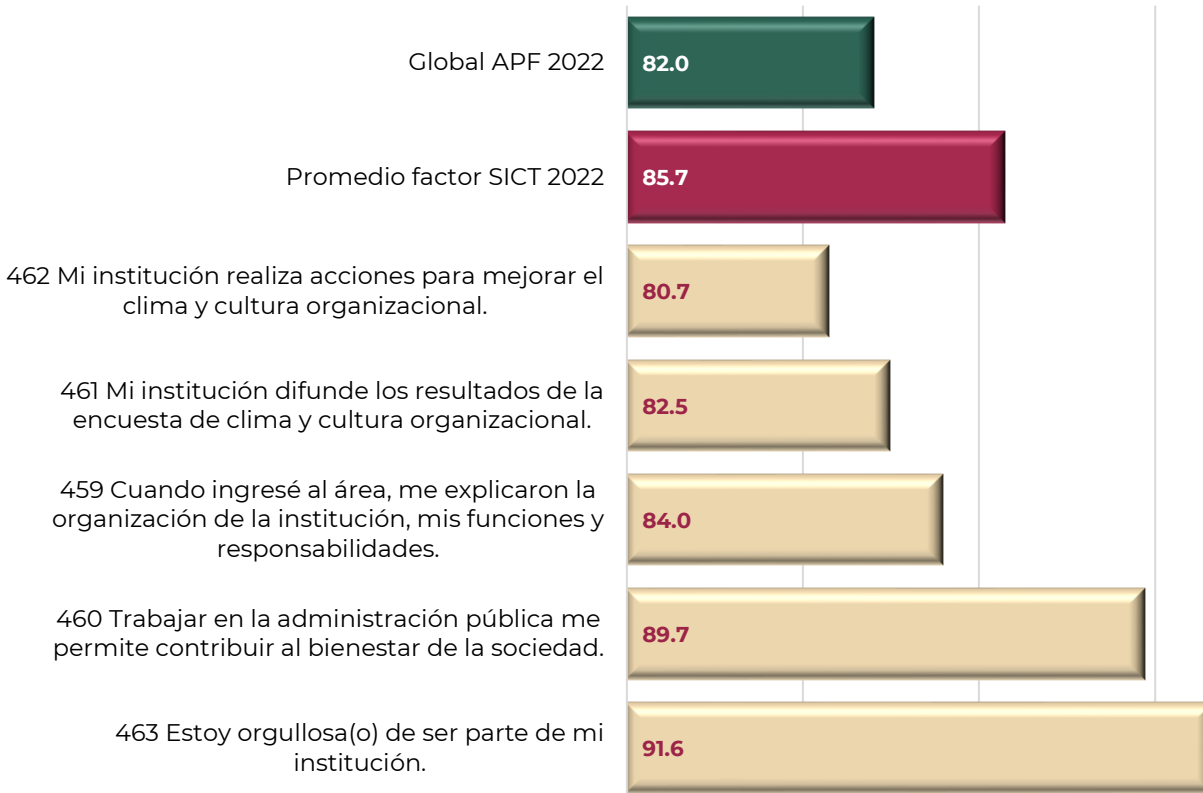 Global APF 2022
82.0
Promedio factor SICT 2022
85.7
462 Mi institución realiza acciones para mejorar el
clima y cultura organizacional.
80.7
461 Mi institución difunde los resultados de la
encuesta de clima y cultura organizacional.
82.5
459 Cuando ingresé al área, me explicaron la
organización de la institución, mis funciones y
responsabilidades.
84.0
460 Trabajar en la administración pública me
permite contribuir al bienestar de la sociedad.
89.7
463 Estoy orgullosa(o) de ser parte de mi
institución.
91.6